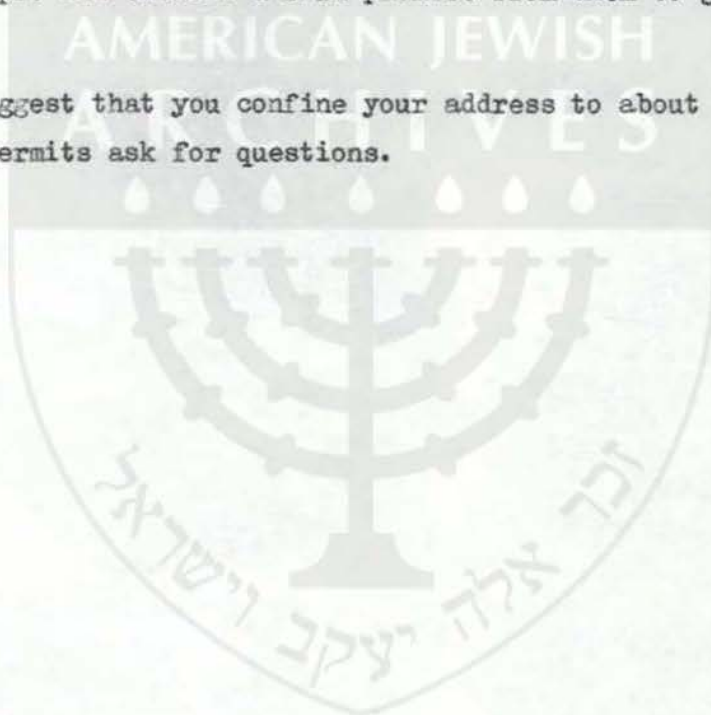 AMERICAN JEWISH
ggest that you confine your address to about
ARCHIVES
ermits ask for questions.
זכר אלה יעקב וישראל